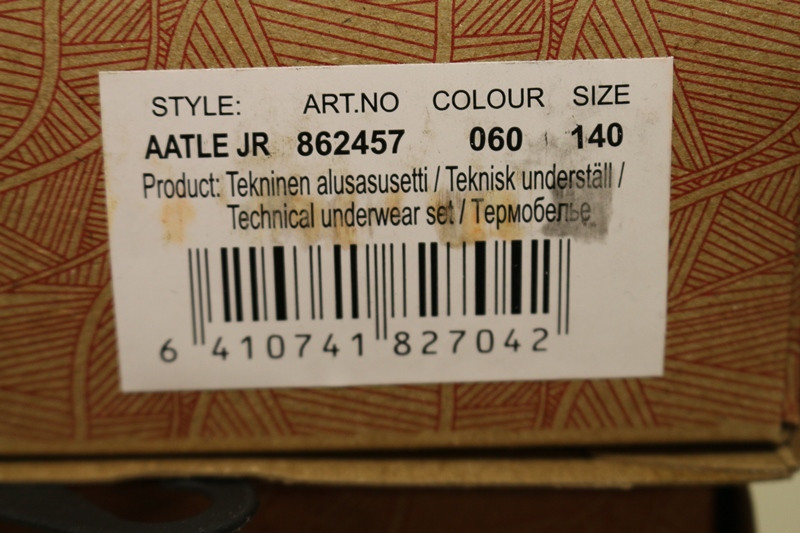 STYLE: ART.NO COLOUR SIZE
AATLE JR 862457 060 140
Product: Tekninen alusasusetti / Teknisk underställ /
Technical underwear set / Термобелье
6 410741 827042